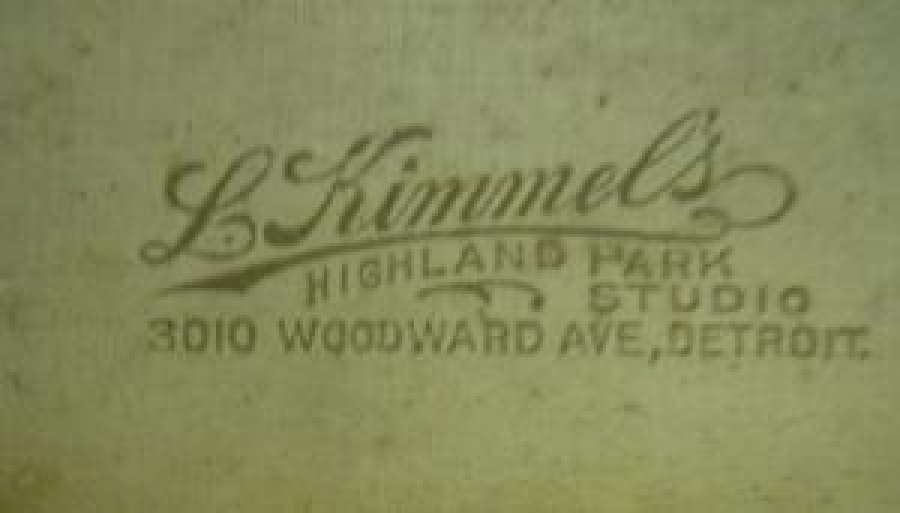 L. Kimmel's
HIGHLAND PARK
STUDIO
3010 WOODWARD AVE., DETROIT.